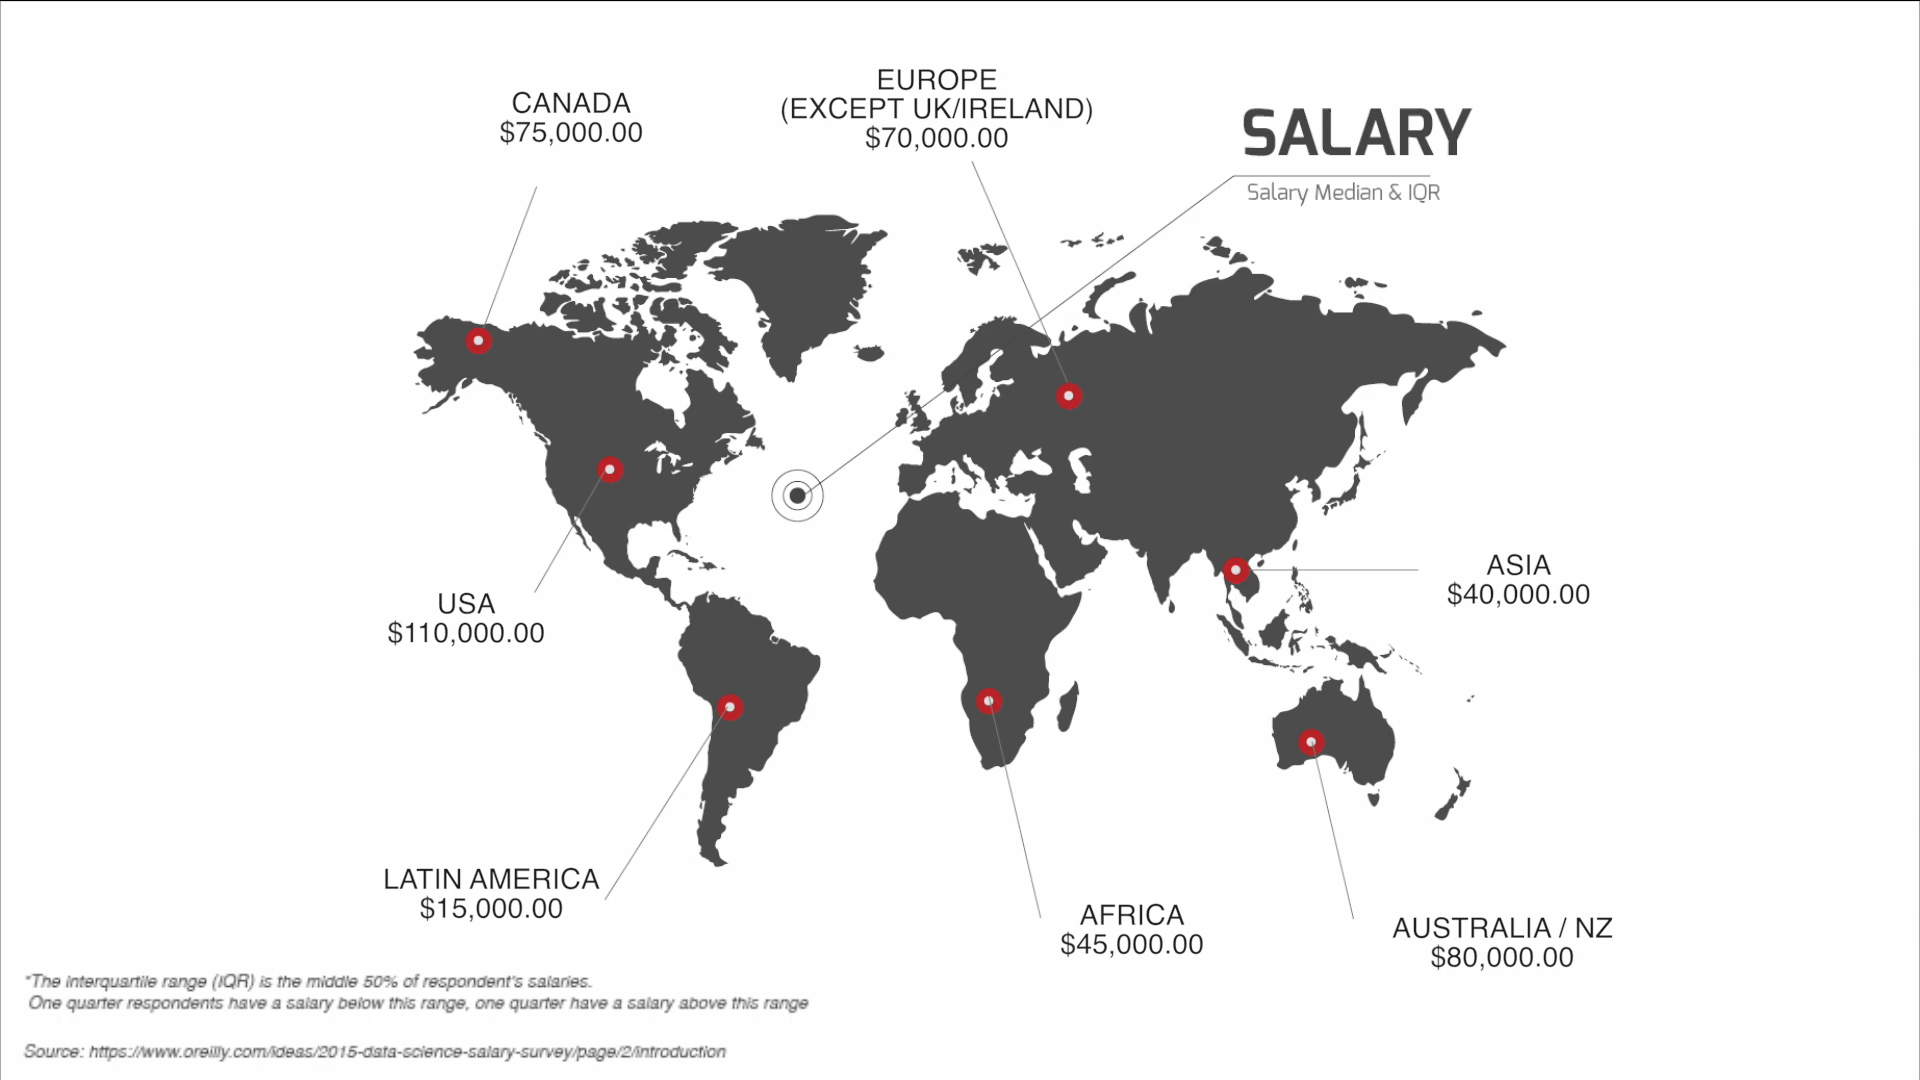 SALARY
Salary Median & IQR
CANADA
$75,000.00
EUROPE
(EXCEPT UK/IRELAND)
$70,000.00
USA
$110,000.00
ASIA
$40,000.00
LATIN AMERICA
$15,000.00
AFRICA
$45,000.00
AUSTRALIA / NZ
$80,000.00
*The interquartile range (IQR) is the middle 50% of respondent's salaries.
One quarter respondents have a salary below this range, one quarter have a salary above this range
Source: https://www.oreilly.com/ideas/2015-data-science-salary-survey/page/2/introduction